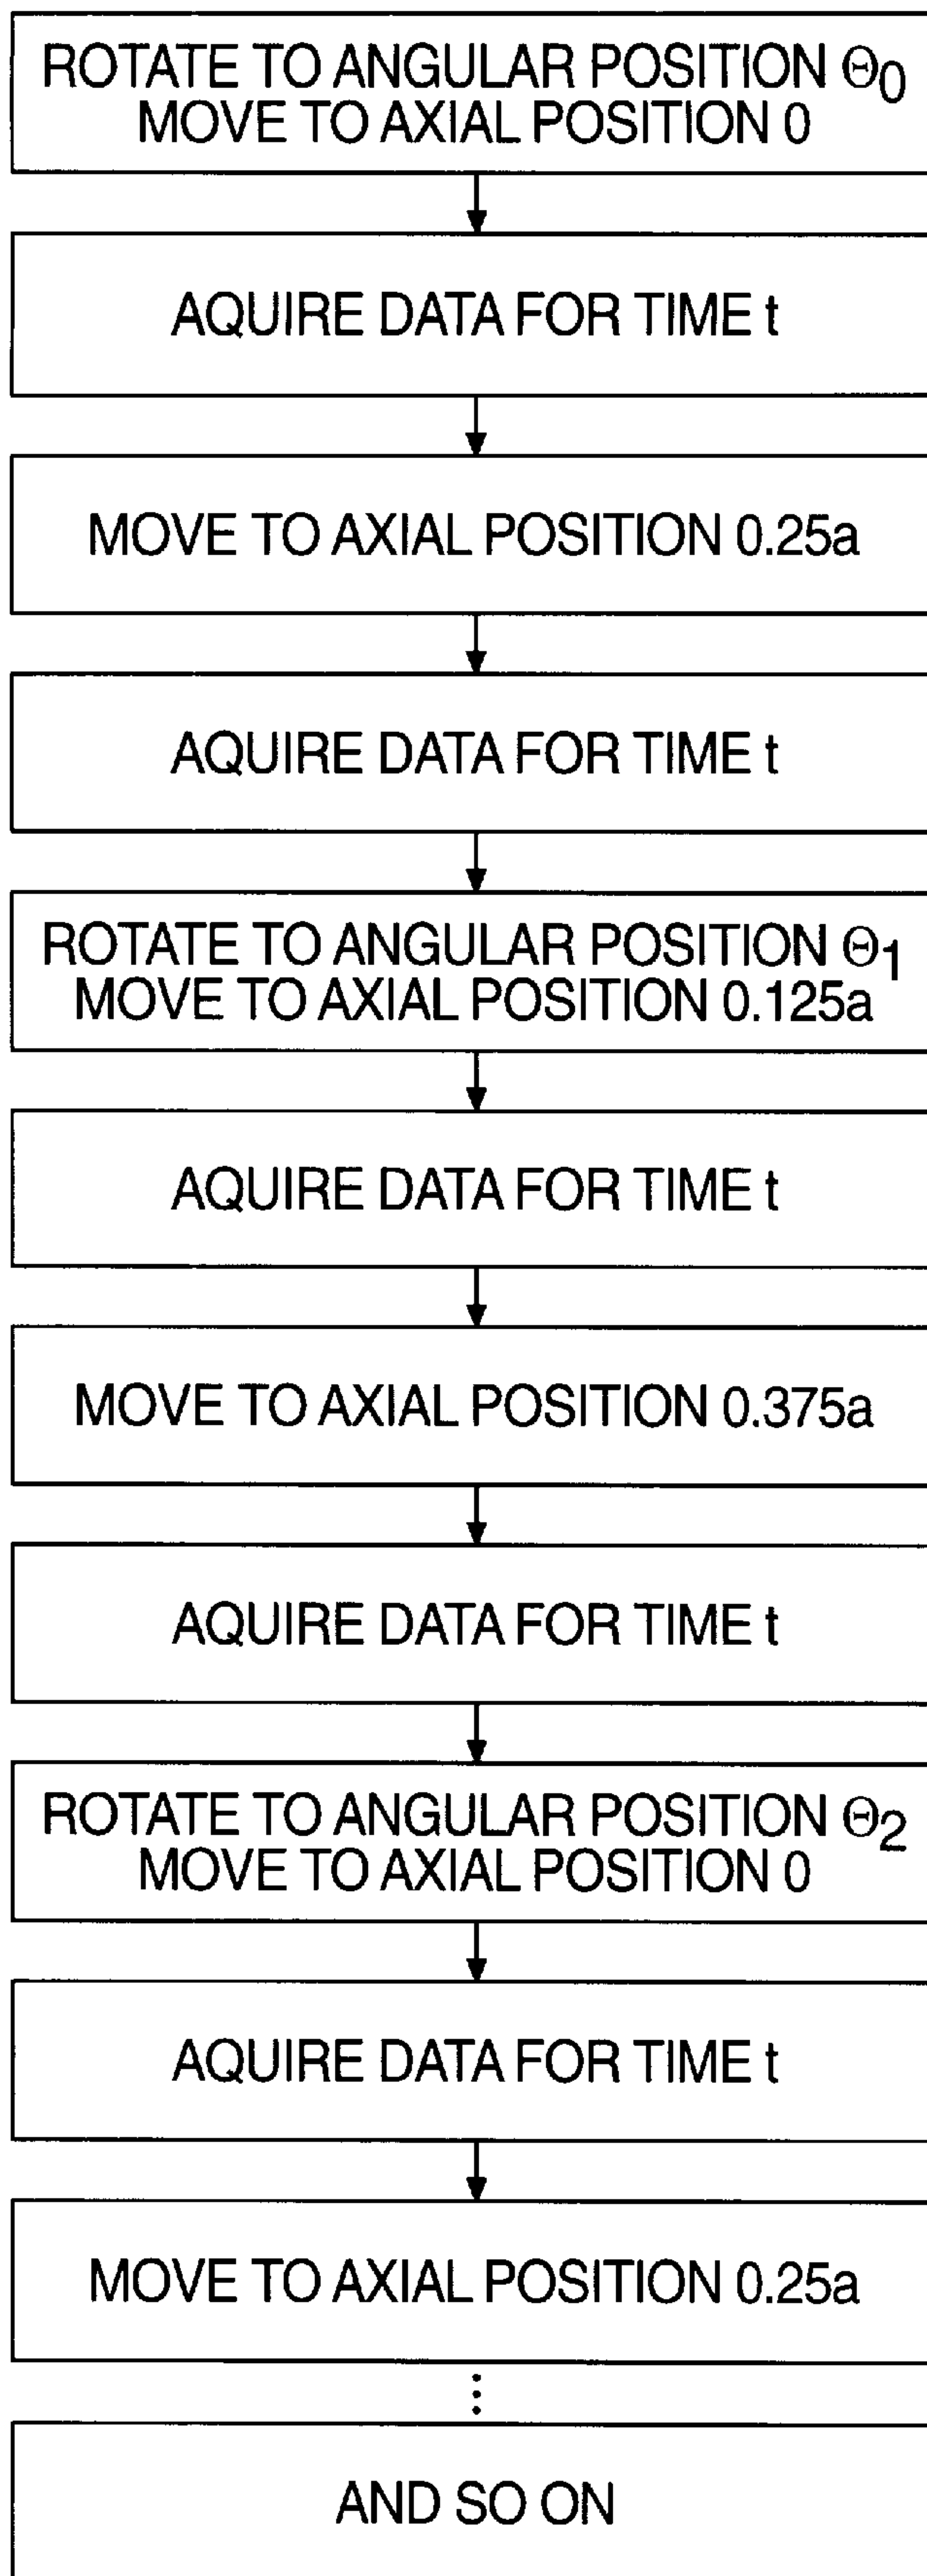 ROTATE TO ANGULAR POSITION Θ0
MOVE TO AXIAL POSITION 0
AQUIRE DATA FOR TIME t
MOVE TO AXIAL POSITION 0.25a
AQUIRE DATA FOR TIME t
ROTATE TO ANGULAR POSITION Θ1
MOVE TO AXIAL POSITION 0.125a
AQUIRE DATA FOR TIME t
MOVE TO AXIAL POSITION 0.375a
AQUIRE DATA FOR TIME t
ROTATE TO ANGULAR POSITION Θ2
MOVE TO AXIAL POSITION 0
AQUIRE DATA FOR TIME t
MOVE TO AXIAL POSITION 0.25a
AND SO ON